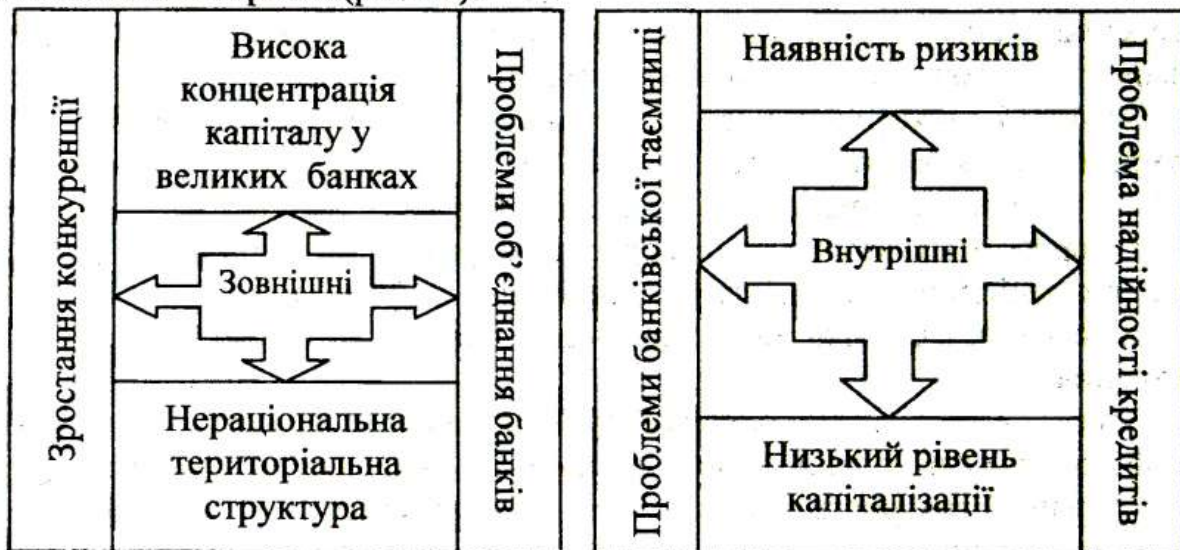 Зростання конкуренції
Висока
концентрація
капіталу у
великих банках
Зовнішні
Нераціональна
територіальна
структура
Проблеми об’єднання банків
Проблеми банківської таємниці
Наявність ризиків
Внутрішні
Низький рівень
капіталізації
Проблема надійності кредитів